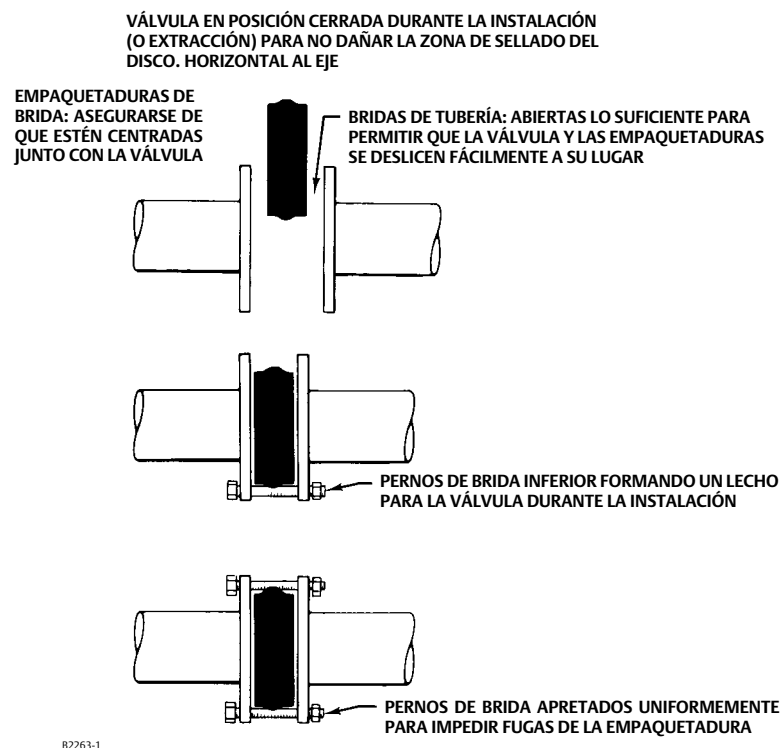 VÁLVULA EN POSICIÓN CERRADA DURANTE LA INSTALACIÓN
(O EXTRACCIÓN) PARA NO DAÑAR LA ZONA DE SELLADO DEL
DISCO. HORIZONTAL AL EJE
EMPAQUETADURAS DE
BRIDA: ASEGURARSE DE
QUE ESTÉN CENTRADAS
JUNTO CON LA VÁLVULA
BRIDAS DE TUBERÍA: ABIERTAS LO SUFICIENTE PARA
PERMITIR QUE LA VÁLVULA Y LAS EMPAQUETADURAS
SE DESLICEN FÁCILMENTE A SU LUGAR
PERNOS DE BRIDA INFERIOR FORMANDO UN LECHO
PARA LA VÁLVULA DURANTE LA INSTALACIÓN
PERNOS DE BRIDA APRETADOS UNIFORMEMENTE
PARA IMPEDIR FUGAS DE LA EMPAQUETADURA
B2263-1